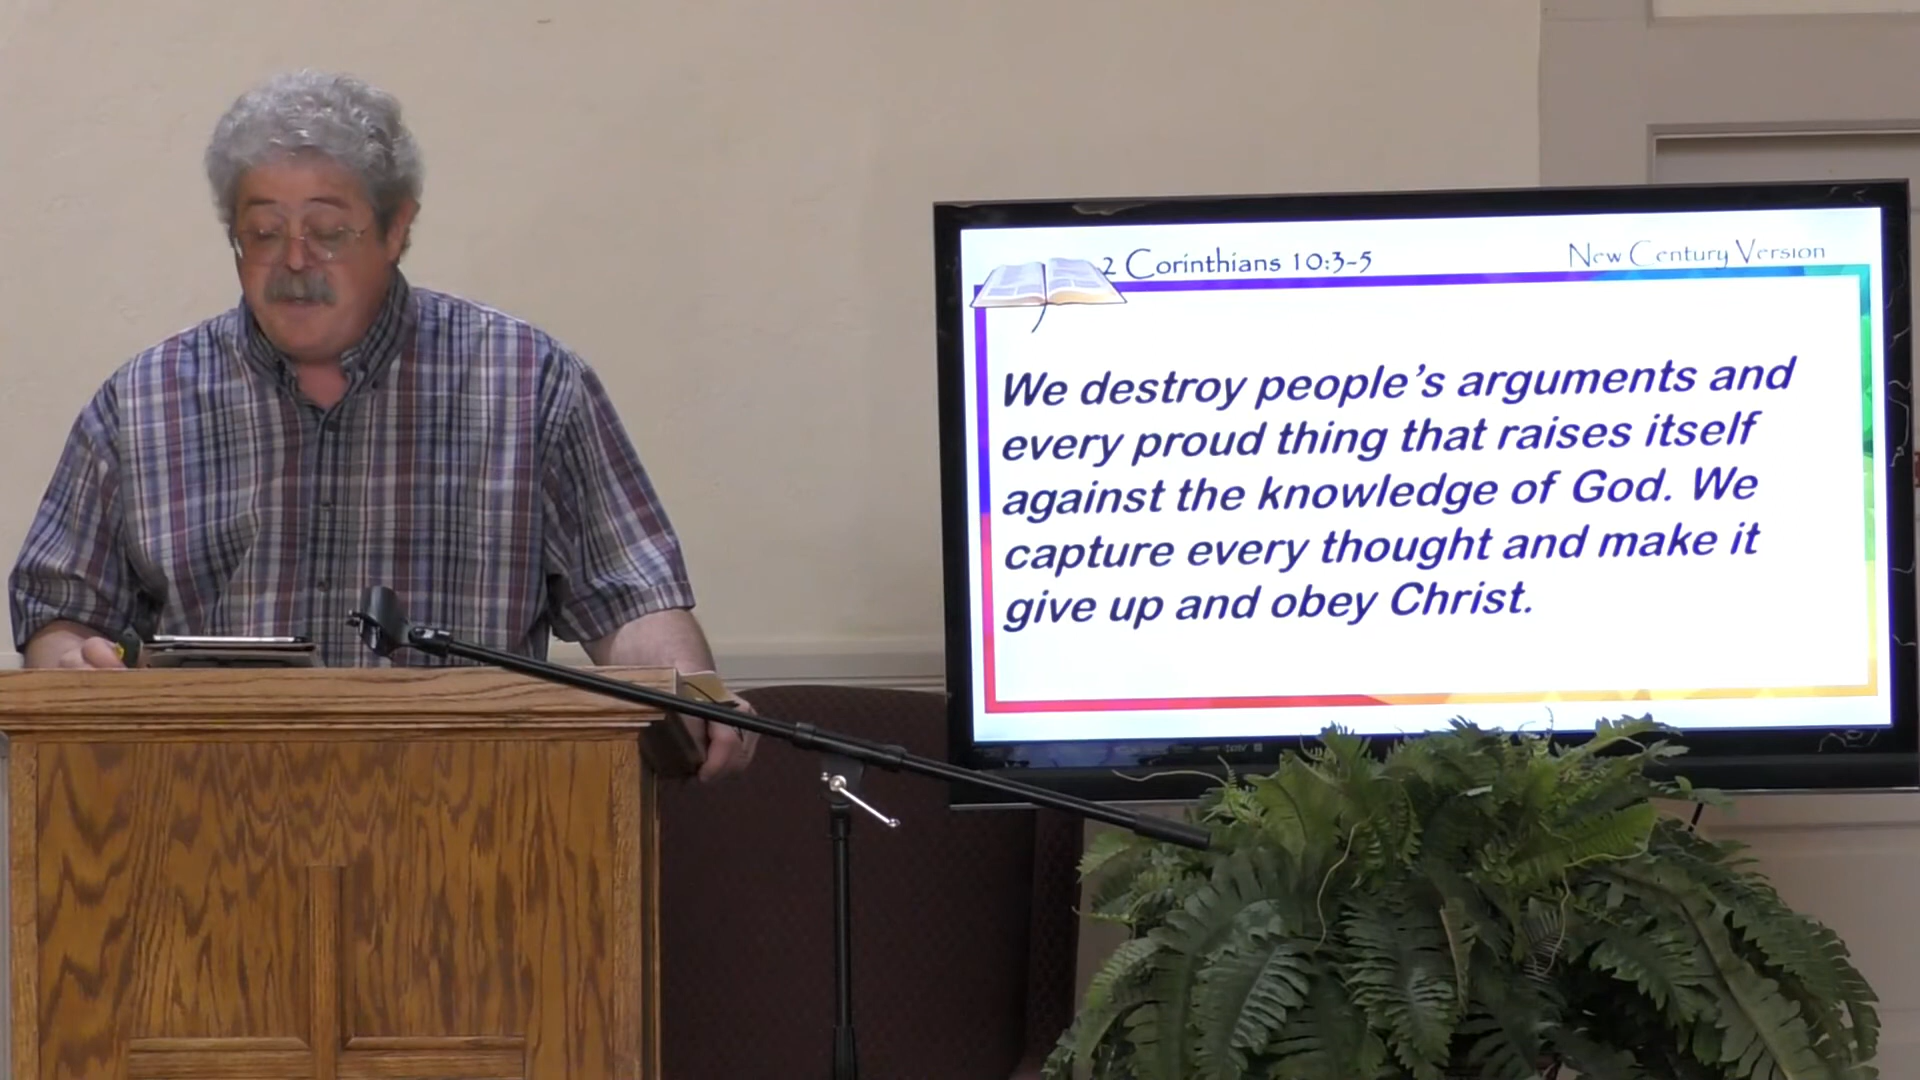 2 Corinthians 10:3-5
New Century Version
We destroy people's arguments and
every proud thing that raises itself
against the knowledge of God. We
capture every thought and make it
give up and obey Christ.